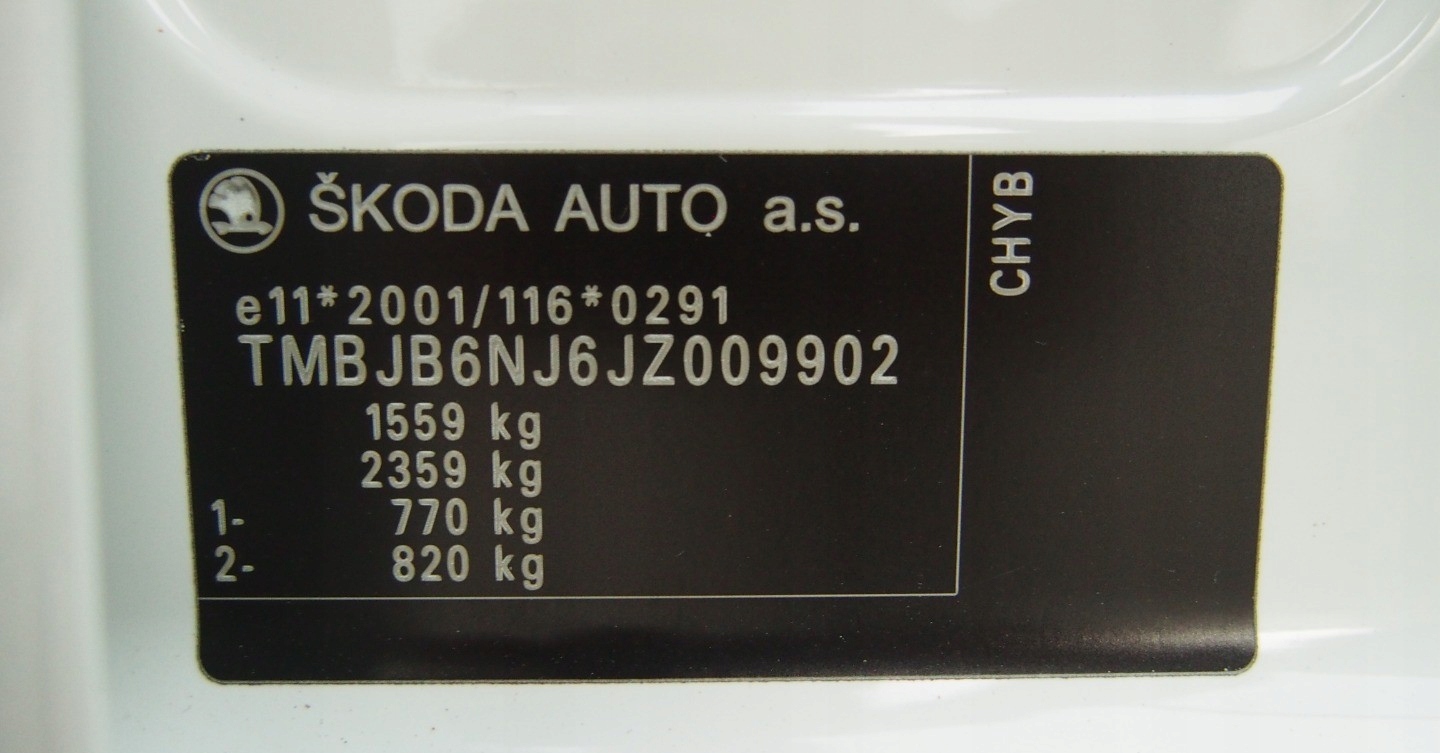 ŠKODA AUTO a.s.
e11*2001/116*0291
TMBJB6NJ6JZ009902
1559 kg
2359 kg
1- 770 kg
2- 820 kg
CHYB